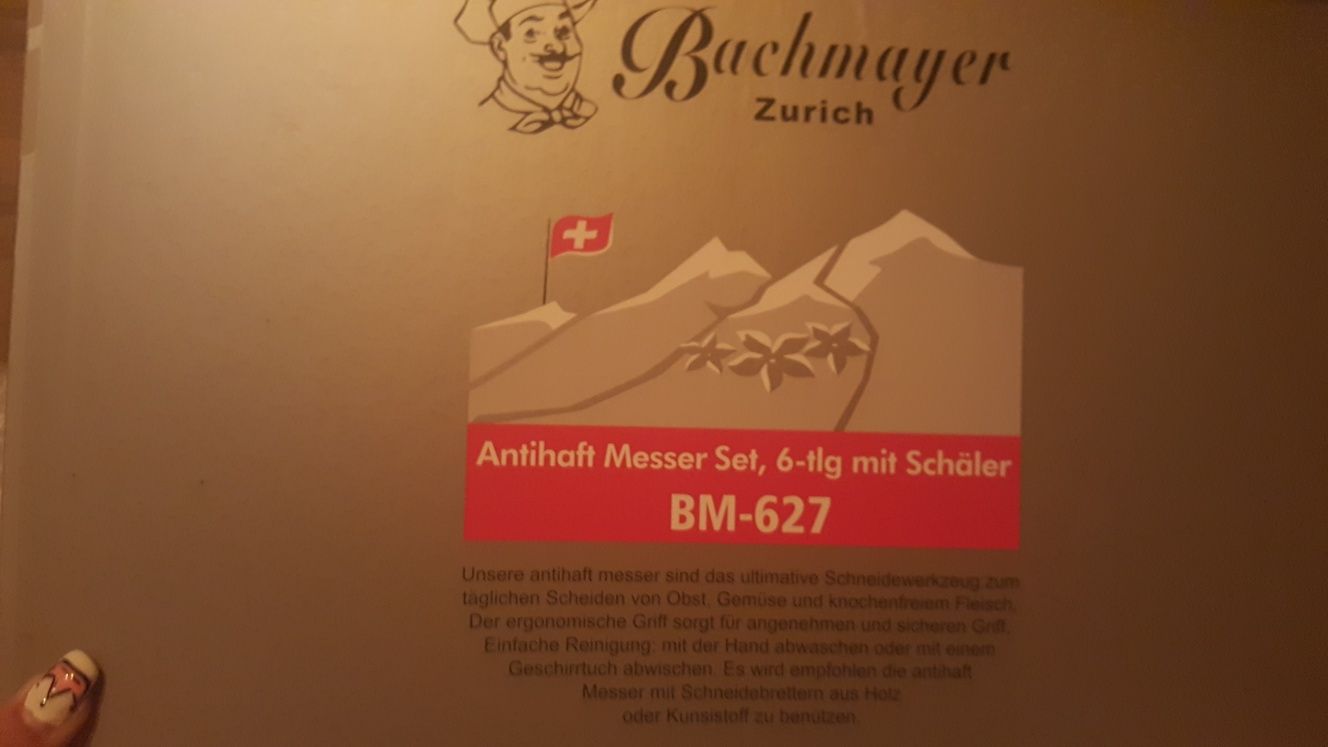 Bachmayer
Zurich
Antihaft Messer Set, 6-tlg mit Schäler
BM-627
Unsere antihaft messer sind das ultimative Schneidewerkzeug zum
täglichen Scheiden von Obst, Gemüse und knochenfreiem Fleisch.
Der ergonomische Griff sorgt für angenehmen und sicheren Griff.
Einfache Reinigung: mit der Hand abwaschen oder mit einem
Geschirrtuch abwischen. Es wird empfohlen die antihaft
Messer mit Schneidebrettern aus Holz
oder Kunsistoff zu benutzen.